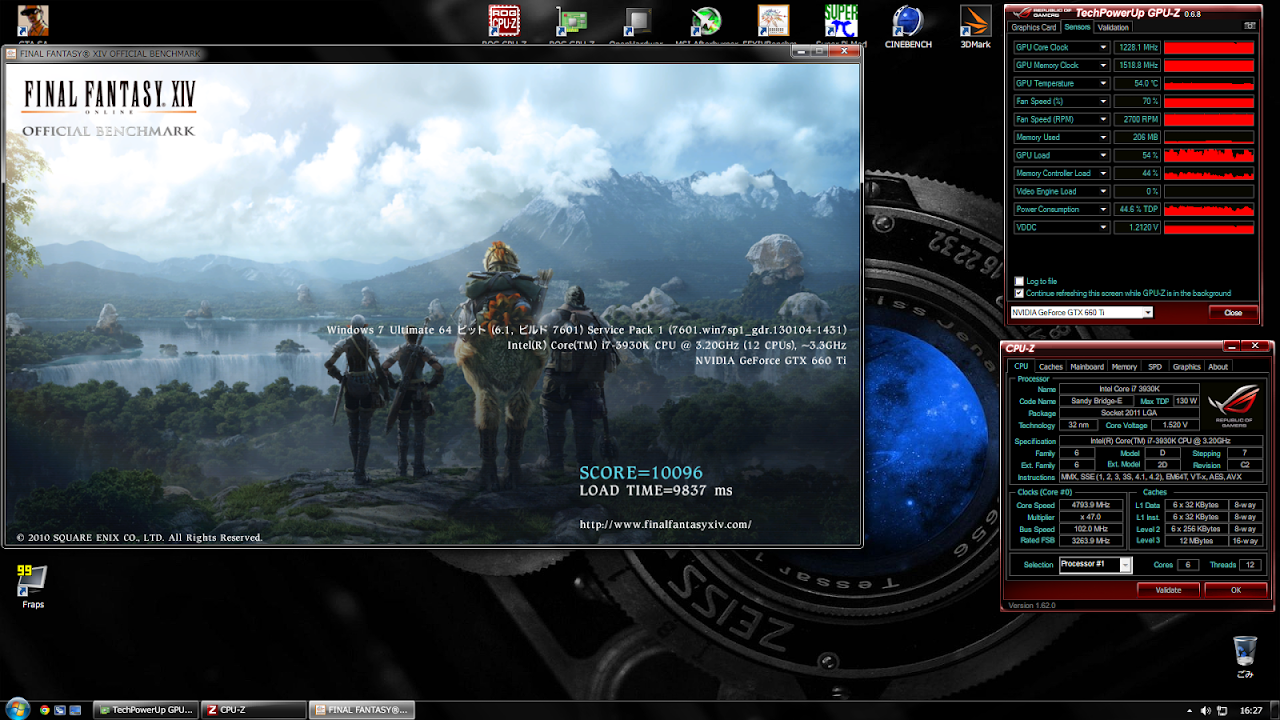 CINEBENCH
3DMark
FINAL FANTASY® XIV OFFICIAL BENCHMARK
FINAL FANTASY. XIV
ONLINE
OFFICIAL BENCHMARK
Windows 7 Ultimate 64 ビット (6.1, ビルド 7601) Service Pack 1 (7601.win7sp1_gdr.130104-1431)
Intel(R) Core(TM) i7-3930K CPU @ 3.20GHz (12 CPUs), ~3.3GHz
NVIDIA GeForce GTX 660 Ti
SCORE=10096
LOAD TIME=9837 ms
http://www.finalfantasyxiv.com/
© 2010 SQUARE ENIX CO., LTD. All Rights Reserved.
REPUBLIC OF GAMERS
TechPowerUp GPU-Z 0.6.8
Graphics Card Sensors Validation
GPU Core Clock 1228.1 MHz
GPU Memory Clock 1518.8 MHz
GPU Temperature 54.0 °C
Fan Speed (%) 70 %
Fan Speed (RPM) 2700 RPM
Memory Used 206 MB
GPU Load 54 %
Memory Controller Load 44 %
Video Engine Load 0 %
Power Consumption 44.6 % TDP
VDDC 1.2120 V
Log to file
Continue refreshing this screen while GPU-Z is in the background
NVIDIA GeForce GTX 660 Ti Close
CPU-Z
CPU Caches Mainboard Memory SPD Graphics About
Processor
Name Intel Core i7 3930K
Code Name Sandy Bridge-E Max TDP 130 W
Package Socket 2011 LGA
Technology 32 nm Core Voltage 1.520 V
REPUBLIC OF
GAMERS
Specification Intel(R) Core(TM) i7-3930K CPU @ 3.20GHz
Family 6 Model D Stepping 7
Ext. Family 6 Ext. Model 2D Revision C2
Instructions MMX, SSE (1, 2, 3, 3S, 4.1, 4.2), EM64T, VT-x, AES, AVX
Clocks (Core #0) Caches
Core Speed 4793.9 MHz L1 Data 6 x 32 KBytes 8-way
Multiplier x 47.0 L1 Inst. 6 x 32 KBytes 8-way
Bus Speed 102.0 MHz Level 2 6 x 256 KBytes 8-way
Rated FSB 3263.9 MHz Level 3 12 MBytes 16-way
Selection Processor #1 Cores 6 Threads 12
Validate OK
Version 1.62.0
ZEISS
Tessar
99
Fraps
ごみ
TechPowerUp GPU... CPU-Z FINAL FANTASY®... 16:27